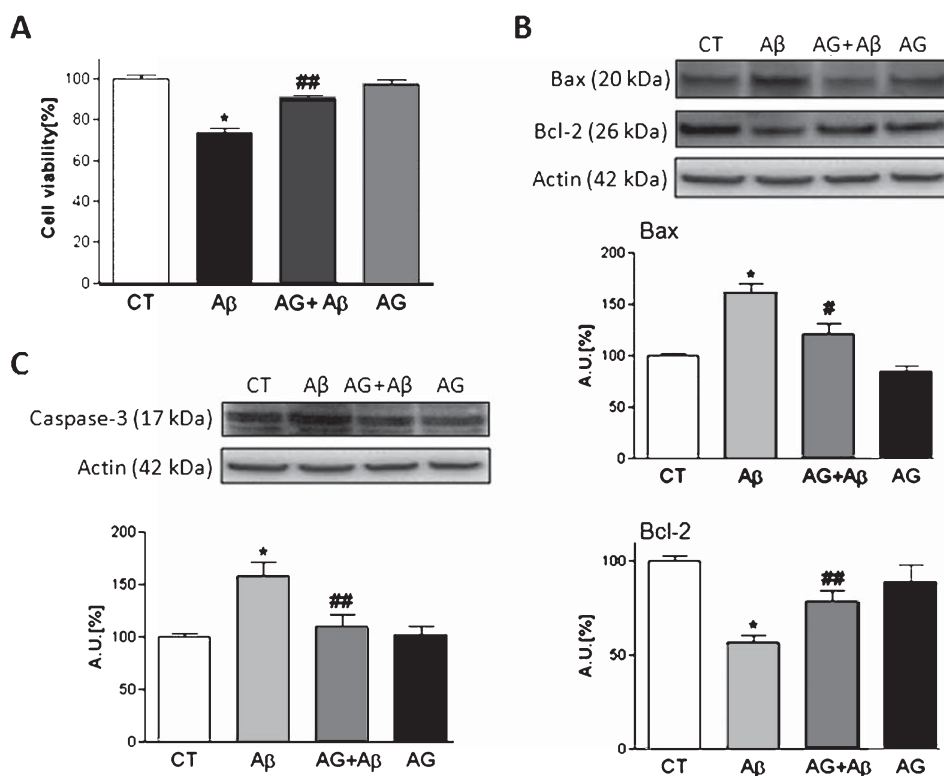 A
Cell viability[%]
100
80
60
40
20
0
*
##
CT Aβ AG+ Aβ AG
B
CT Aβ AG+Aβ AG
Bax (20 kDa)
Bcl-2 (26 kDa)
Actin (42 kDa)
Bax
A.U.[%]
200
150
100
50
0
*
#
CT Aβ AG+Aβ AG
Bcl-2
A.U.[%]
100
50
0
*
##
CT Aβ AG+Aβ AG
C
CT Aβ AG+Aβ AG
Caspase-3 (17 kDa)
Actin (42 kDa)
A.U.[%]
200
150
100
50
0
*
##
CT Aβ AG+Aβ AG